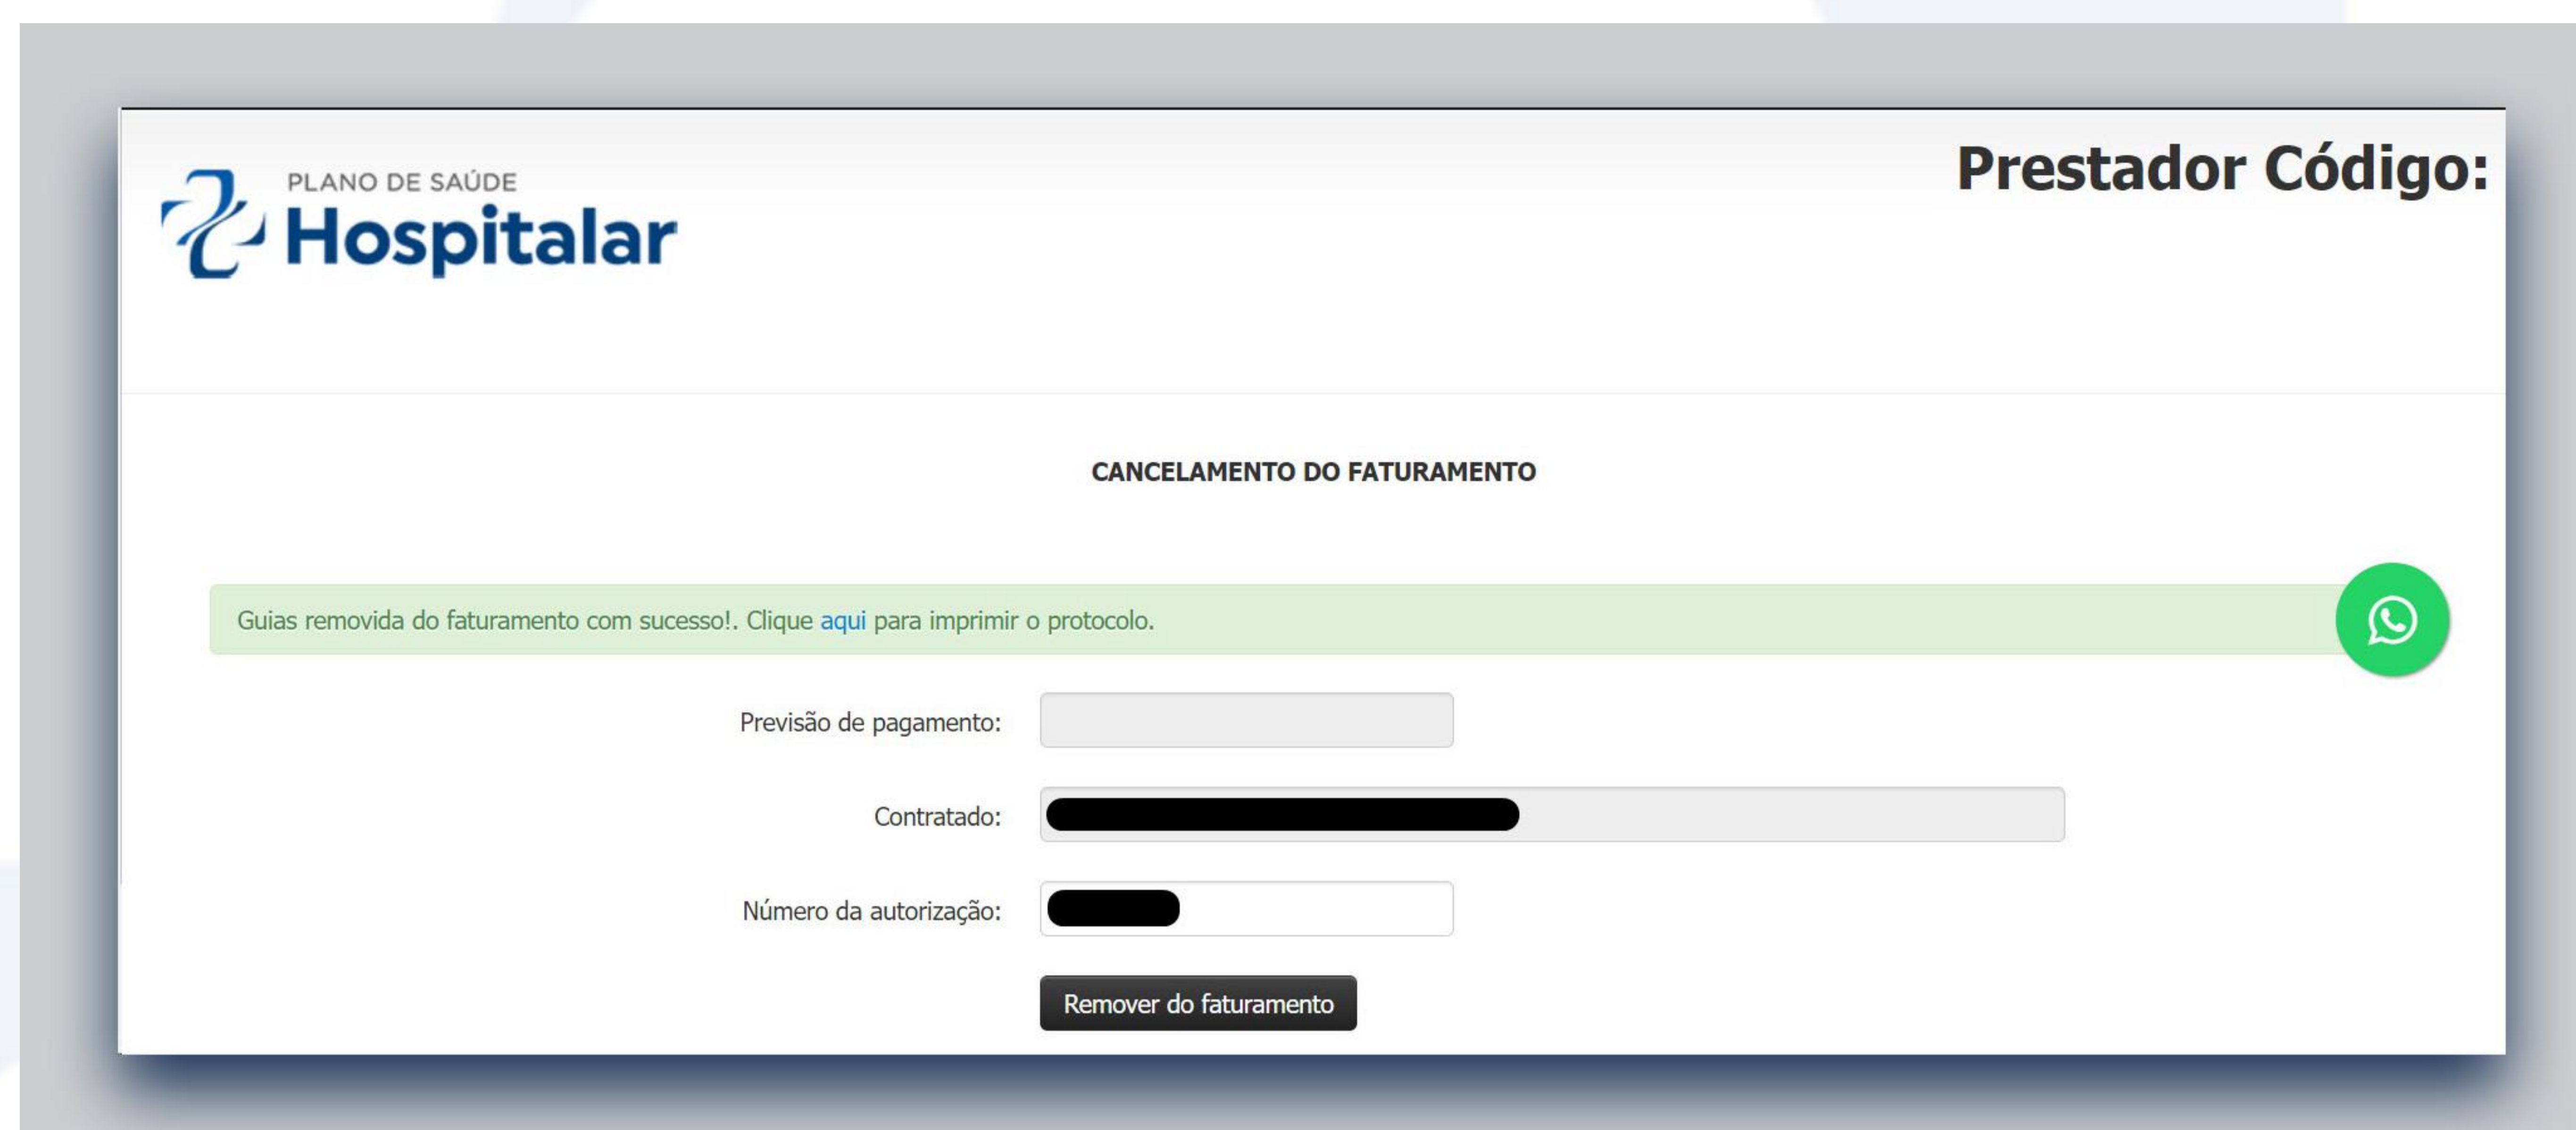 PLANO DE SAÚDE
Hospitalar
Prestador Código:
CANCELAMENTO DO FATURAMENTO
Guias removida do faturamento com sucesso!. Clique aqui para imprimir o protocolo.
Previsão de pagamento:
Contratado:
Número da autorização:
Remover do faturamento